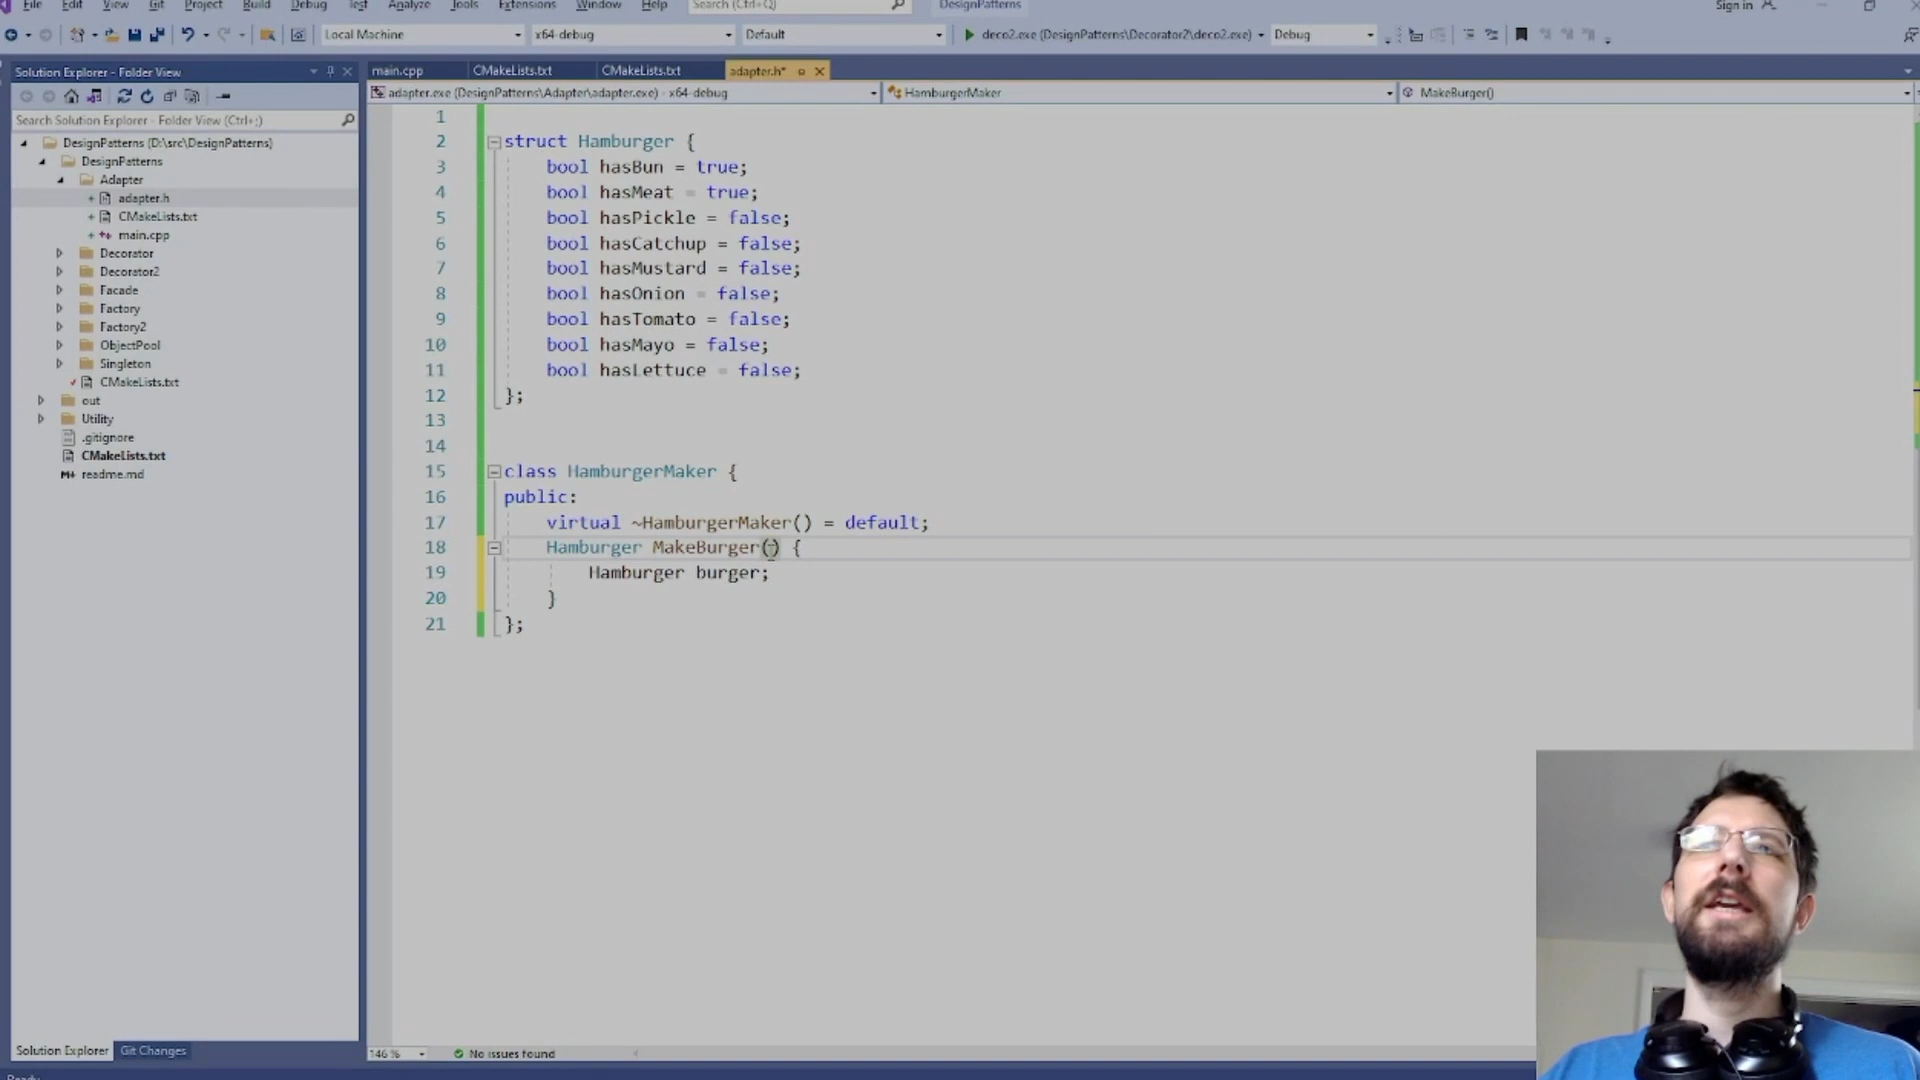 File Edit View Git Project Build Debug Test Analyze Tools Extensions Window Help Search (Ctrl+Q) DesignPatterns Sign in
Local Machine x64-debug Default deco2.exe (DesignPatterns\Decorator2\deco2.exe) Debug
Solution Explorer - Folder View
main.cpp CMakeLists.txt CMakeLists.txt adapter.h*
adapter.exe (DesignPatterns\Adapter\adapter.exe) - x64-debug HamburgerMaker MakeBurger()
Search Solution Explorer - Folder View (Ctrl+;)
DesignPatterns (D:\src\DesignPatterns)
DesignPatterns
Adapter
adapter.h
CMakeLists.txt
main.cpp
Decorator
Decorator2
Facade
Factory
Factory2
ObjectPool
Singleton
CMakeLists.txt
out
Utility
.gitignore
CMakeLists.txt
readme.md
1
2 struct Hamburger {
3 bool hasBun = true;
4 bool hasMeat = true;
5 bool hasPickle = false;
6 bool hasCatchup = false;
7 bool hasMustard = false;
8 bool hasOnion = false;
9 bool hasTomato = false;
10 bool hasMayo = false;
11 bool hasLettuce = false;
12 };
13
14
15 class HamburgerMaker {
16 public:
17 virtual ~HamburgerMaker() = default;
18 Hamburger MakeBurger() {
19 Hamburger burger;
20 }
21 };
Solution Explorer Git Changes
146 % No issues found
Ready